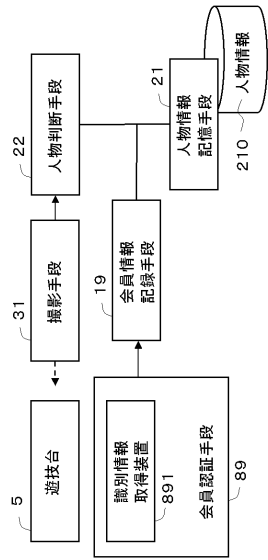 5
遊技台
31
撮影手段
22
人物判断手段
891
識別情報
取得装置
89
会員認証手段
19
会員情報
記録手段
21
人物情報
記憶手段
210
人物情報